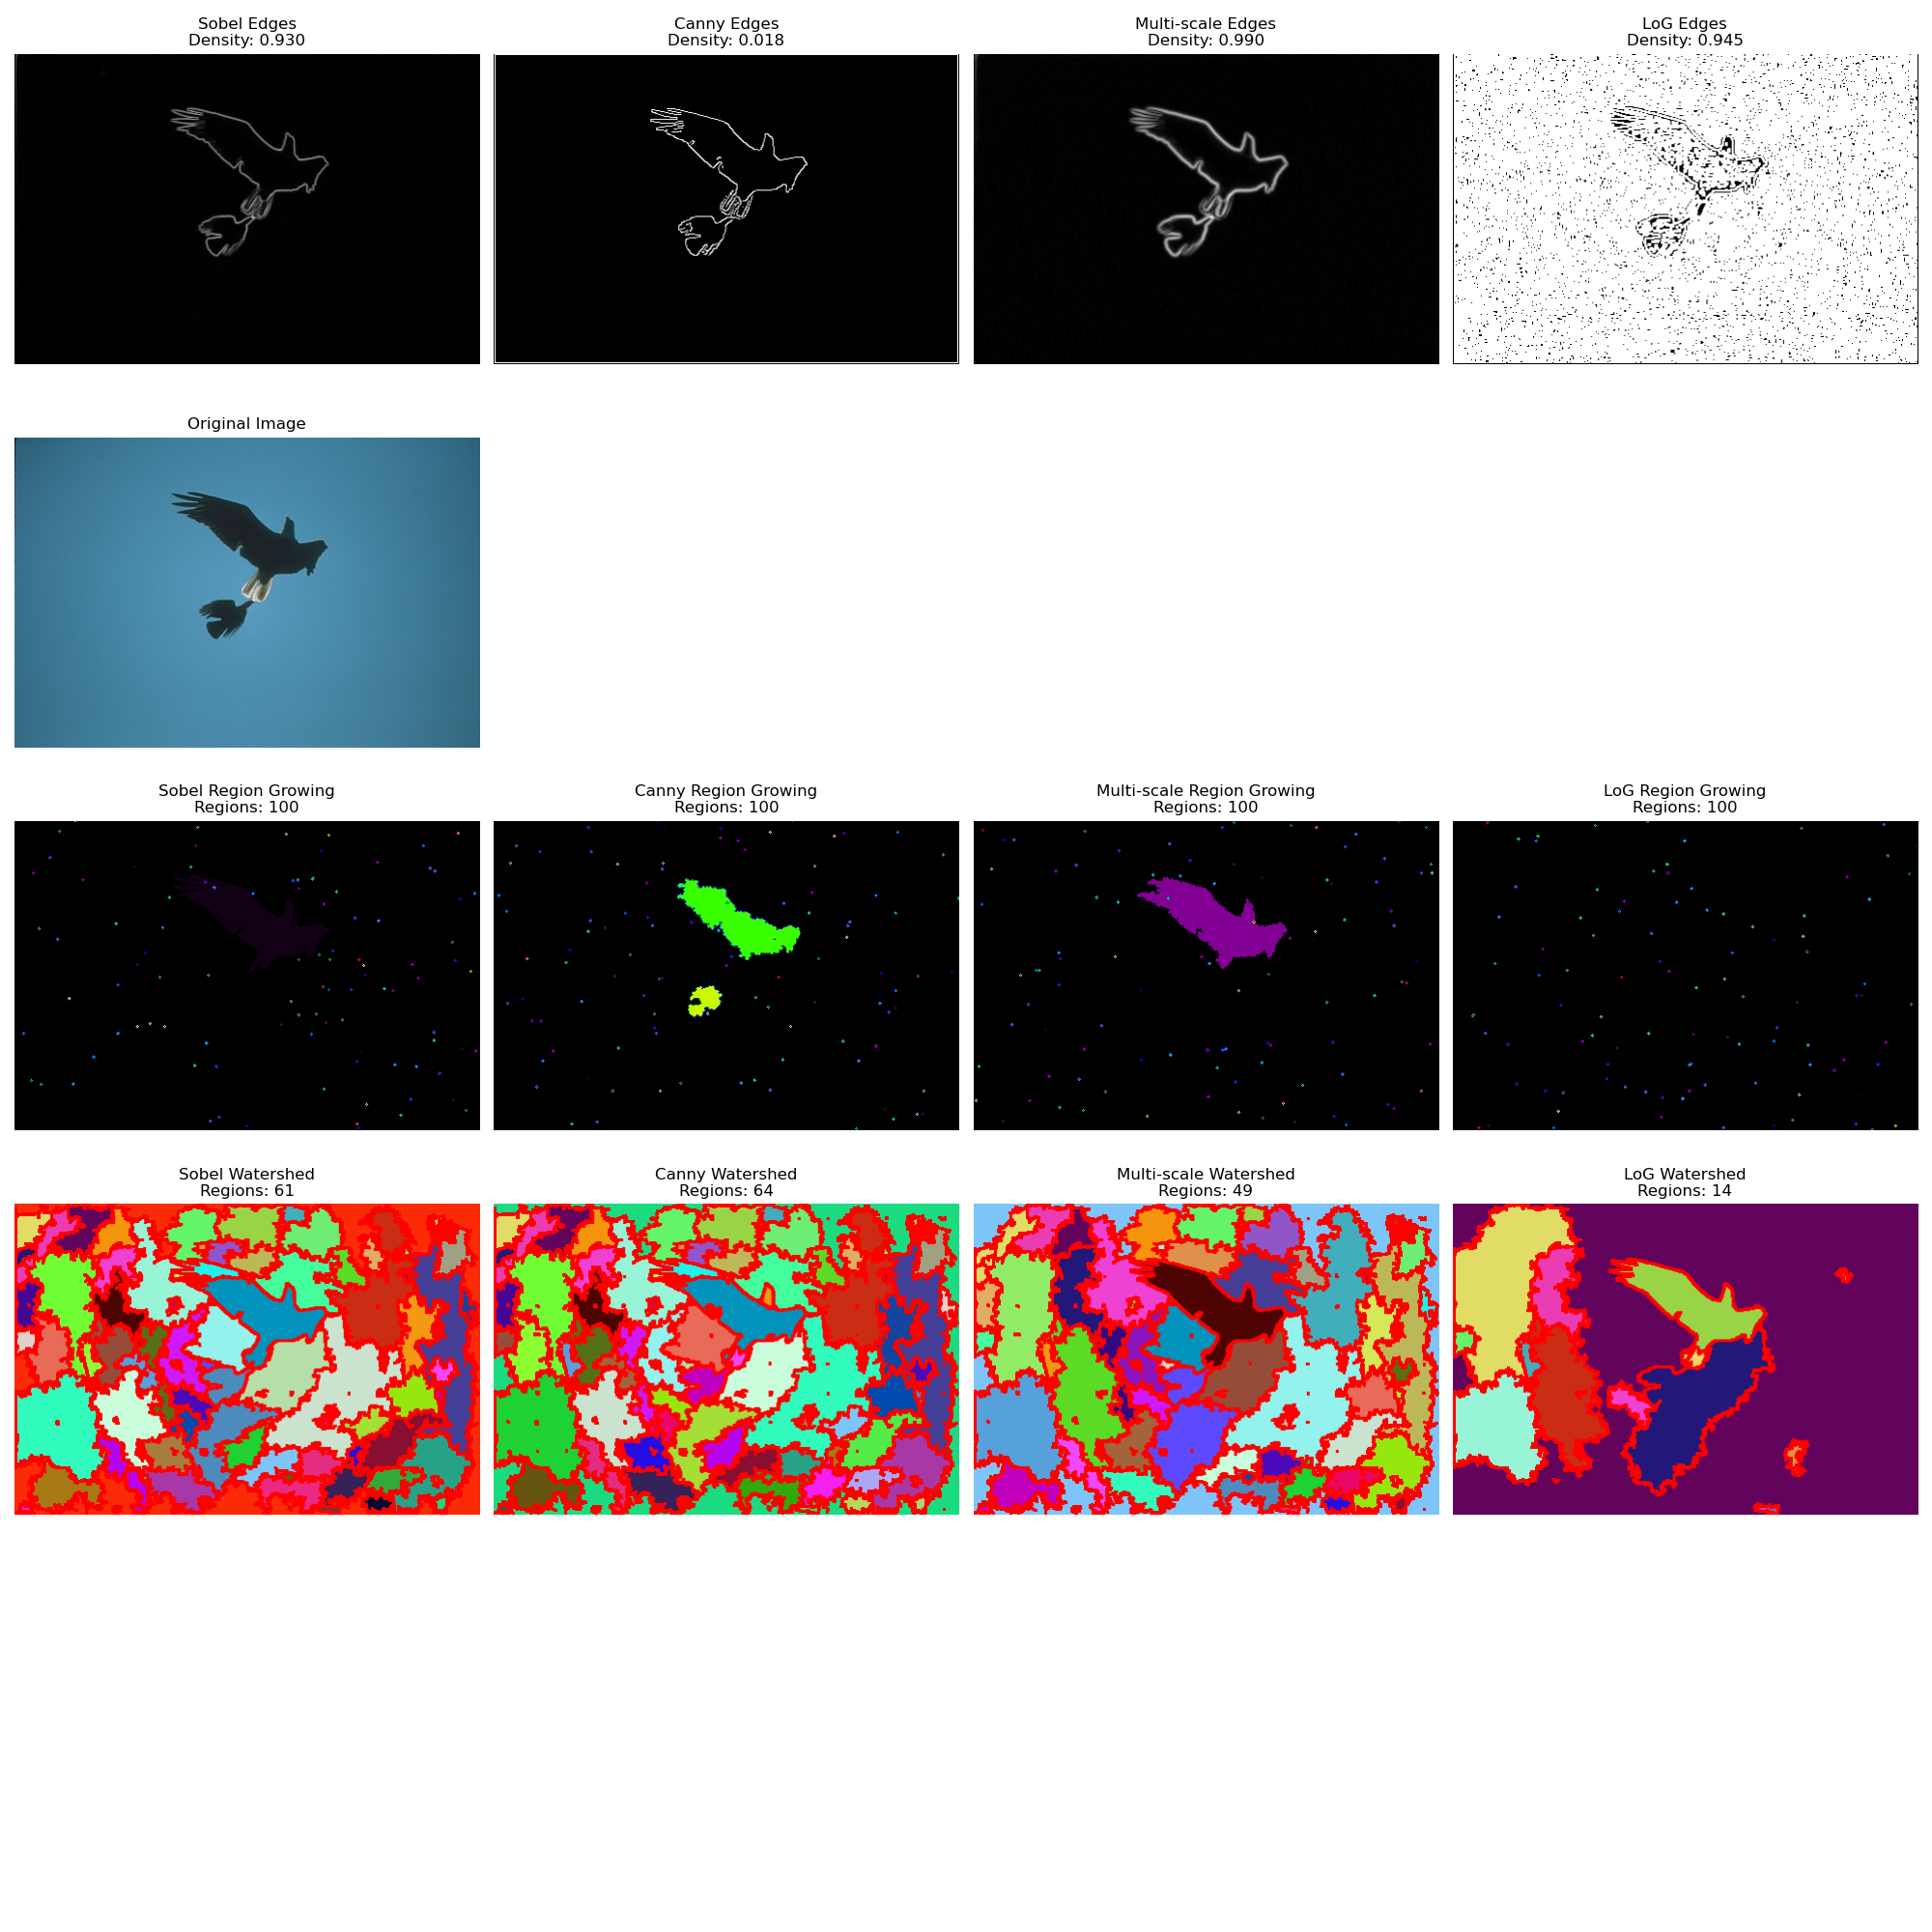 Sobel Edges
Density: 0.930
Canny Edges
Density: 0.018
Multi-scale Edges
Density: 0.990
LoG Edges
Density: 0.945
Original Image
Sobel Region Growing
Regions: 100
Canny Region Growing
Regions: 100
Multi-scale Region Growing
Regions: 100
LoG Region Growing
Regions: 100
Sobel Watershed
Regions: 61
Canny Watershed
Regions: 64
Multi-scale Watershed
Regions: 49
LoG Watershed
Regions: 14